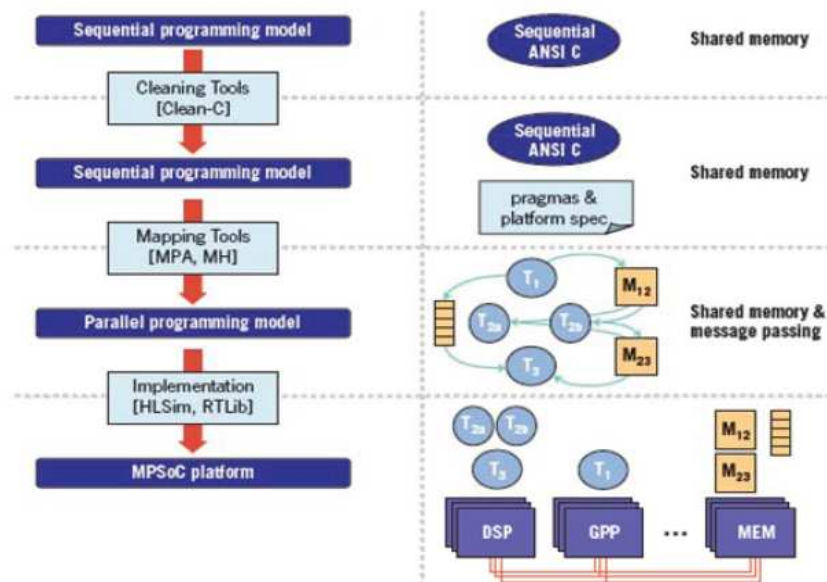 Sequential programming model
Sequential
ANSI C
Shared memory
Cleaning Tools
[Clean-C]
Sequential programming model
Sequential
ANSI C
Shared memory
pragmas &
platform spec
Mapping Tools
[MPA, MH]
T1
M12
T2a
T2b
Shared memory &
message passing
Parallel programming model
M23
T3
Implementation
[HLSim, RTLib]
T2a
T2b
M12
T3
T1
M23
MPSoC platform
DSP
GPP
...
MEM